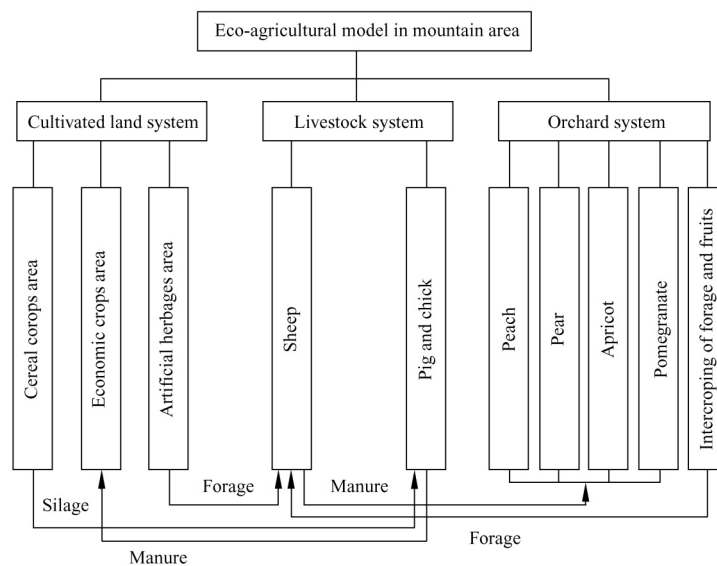 Eco-agricultural model in mountain area
Cultivated land system
Livestock system
Orchard system
Cereal corops area
Economic crops area
Artificial herbages area
Sheep
Pig and chick
Peach
Pear
Apricot
Pomegranate
Intercroping of forage and fruits
Forage
Manure
Silage
Forage
Manure